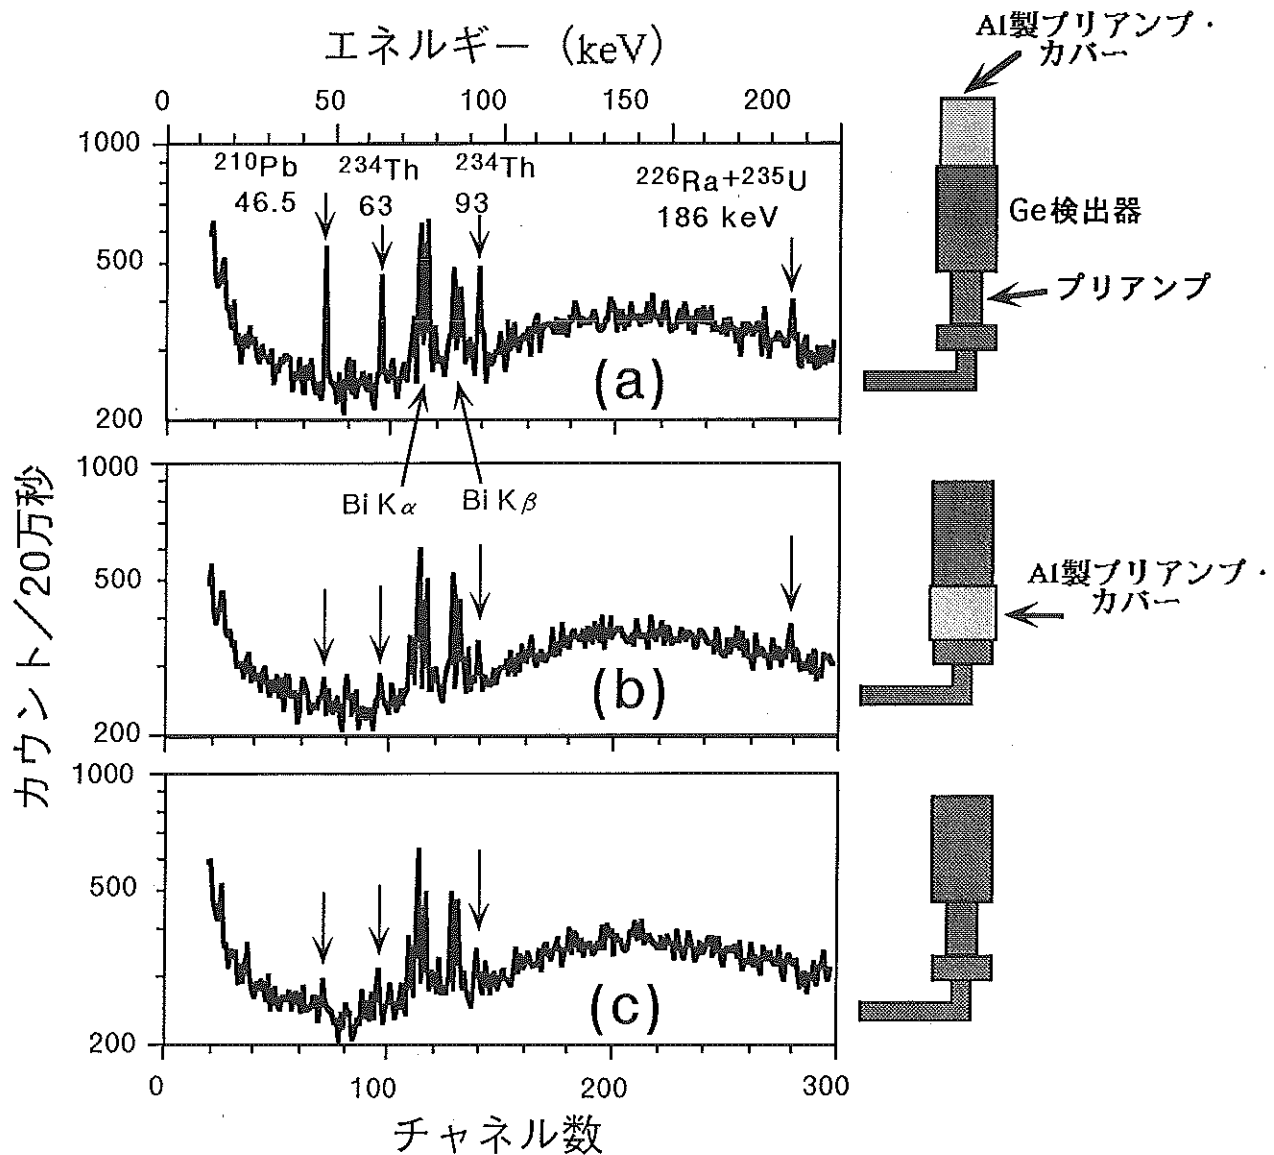 エネルギー (keV)
0 50 100 150 200
Al製プリアンプ・
カバー
1000
500
200
210Pb
46.5
234Th
63
234Th
93
226Ra+235U
186 keV
Ge検出器
プリアンプ
(a)
Bi Kα
Bi Kβ
カウント/20万秒
1000
500
200
(b)
Al製プリアンプ・
カバー
1000
500
200
(c)
0 100 200 300
チャネル数